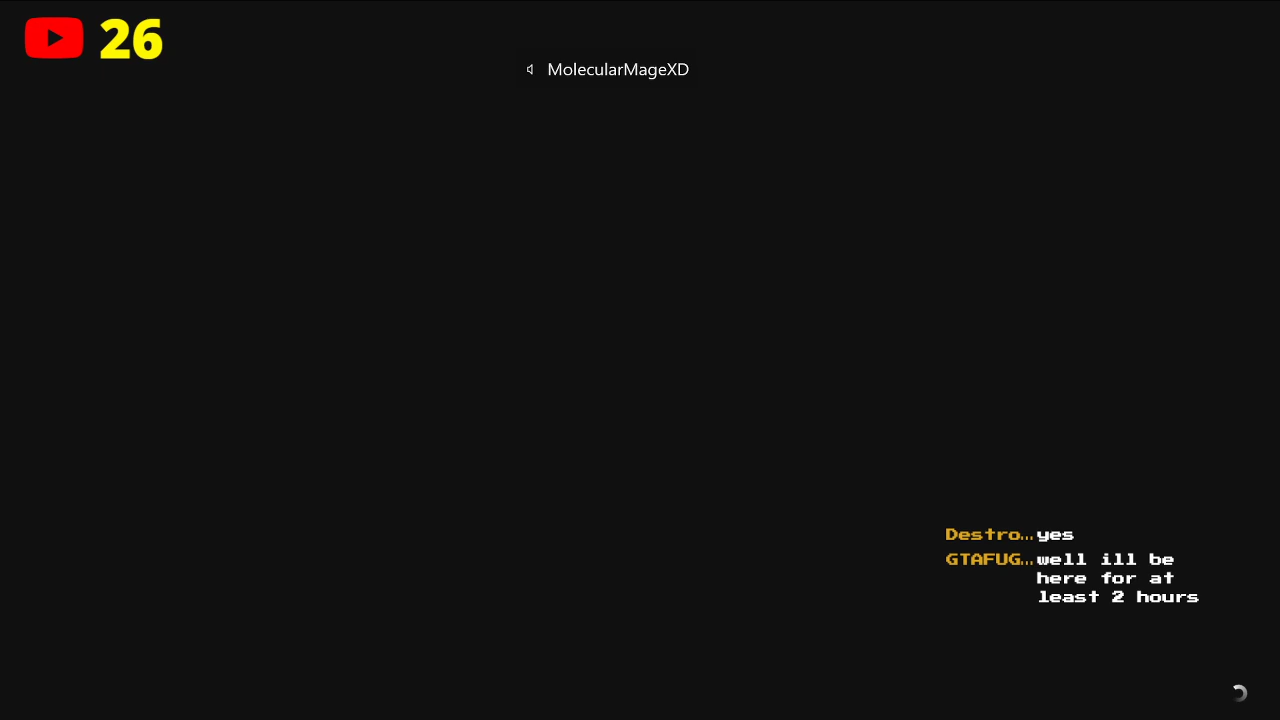 26
MolecularMageXD
Destro... yes
GTAFUG... well ill be
here for at
least 2 hours